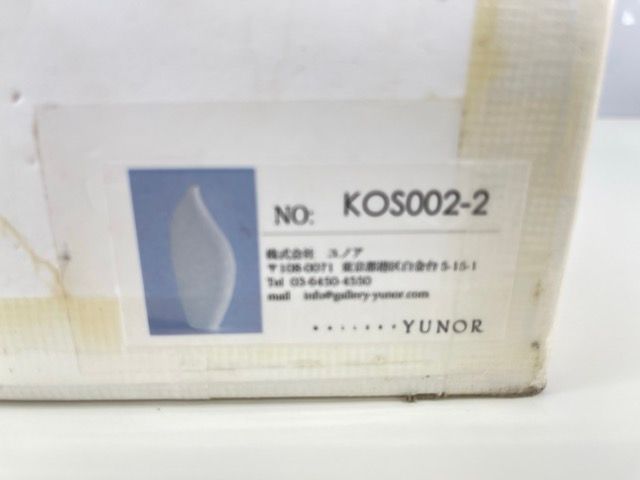 NO: KOS002-2
株式会社 ユノア
〒108-0071 東京都港区白金台5-15-1
Tel 03-6450-4550
mail info@gallery-yunor.com
YUNOR